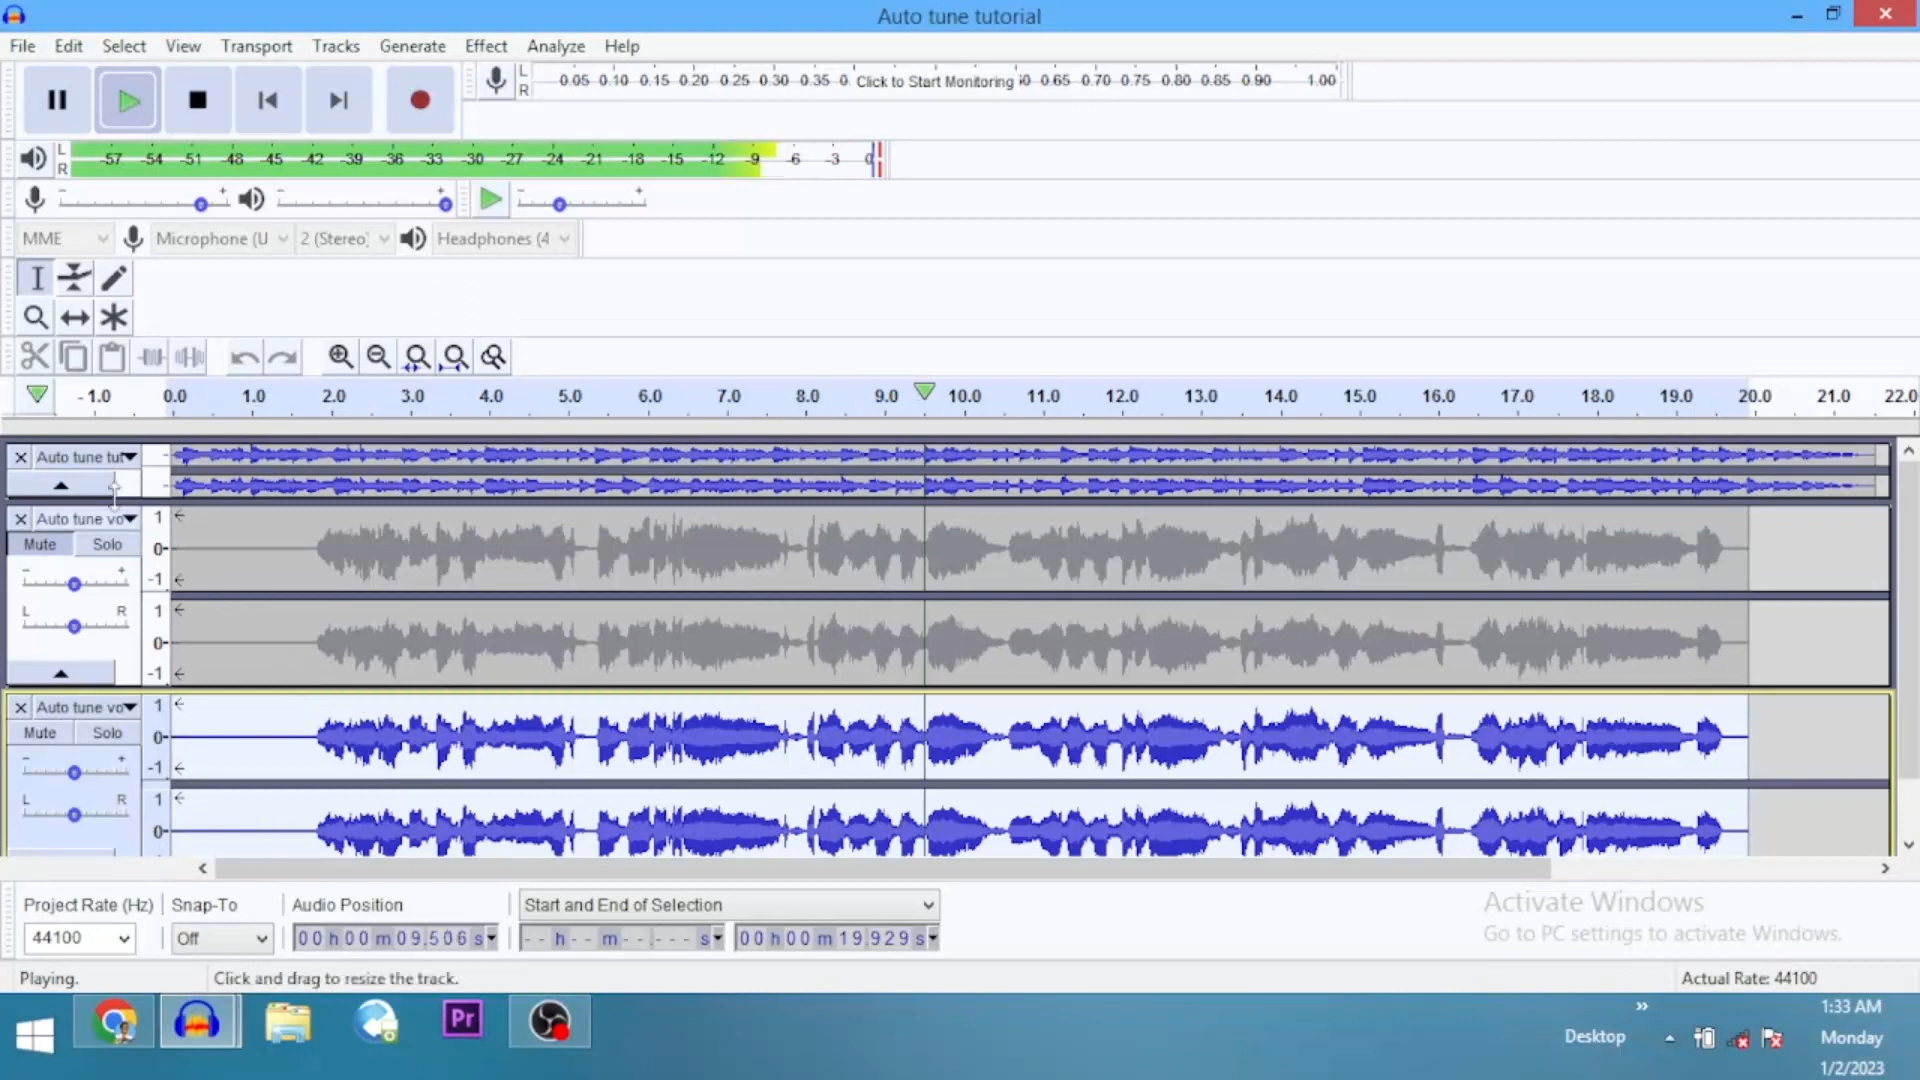 Auto tune tutorial
File Edit Select View Transport Tracks Generate Effect Analyze Help
L
R
0.05 0.10 0.15 0.20 0.25 0.30 0.35 0. Click to Start Monitoring 0.65 0.70 0.75 0.80 0.85 0.90 1.00
L
R
-57 -54 -51 -48 -45 -42 -39 -36 -33 -30 -27 -24 -21 -18 -15 -12 -9 -6 -3 0
- + - + - +
MME Microphone (U 2 (Stereo) Headphones (4
-1.0 0.0 1.0 2.0 3.0 4.0 5.0 6.0 7.0 8.0 9.0 10.0 11.0 12.0 13.0 14.0 15.0 16.0 17.0 18.0 19.0 20.0 21.0 22.0
Auto tune tut
Auto tune vo
Mute Solo
- +
L R
1
0-
-1
1
0-
-1
Auto tune vo
Mute Solo
- +
L R
1
0-
-1
1
0-
Project Rate (Hz) Snap-To Audio Position Start and End of Selection
44100 Off 00 h 00 m 09.506 s -- h -- m --.--- s 00 h 00 m 19.929 s
Activate Windows
Go to PC settings to activate Windows.
Playing. Click and drag to resize the track. Actual Rate: 44100
Pr
Desktop
1:33 AM
Monday
1/2/2023